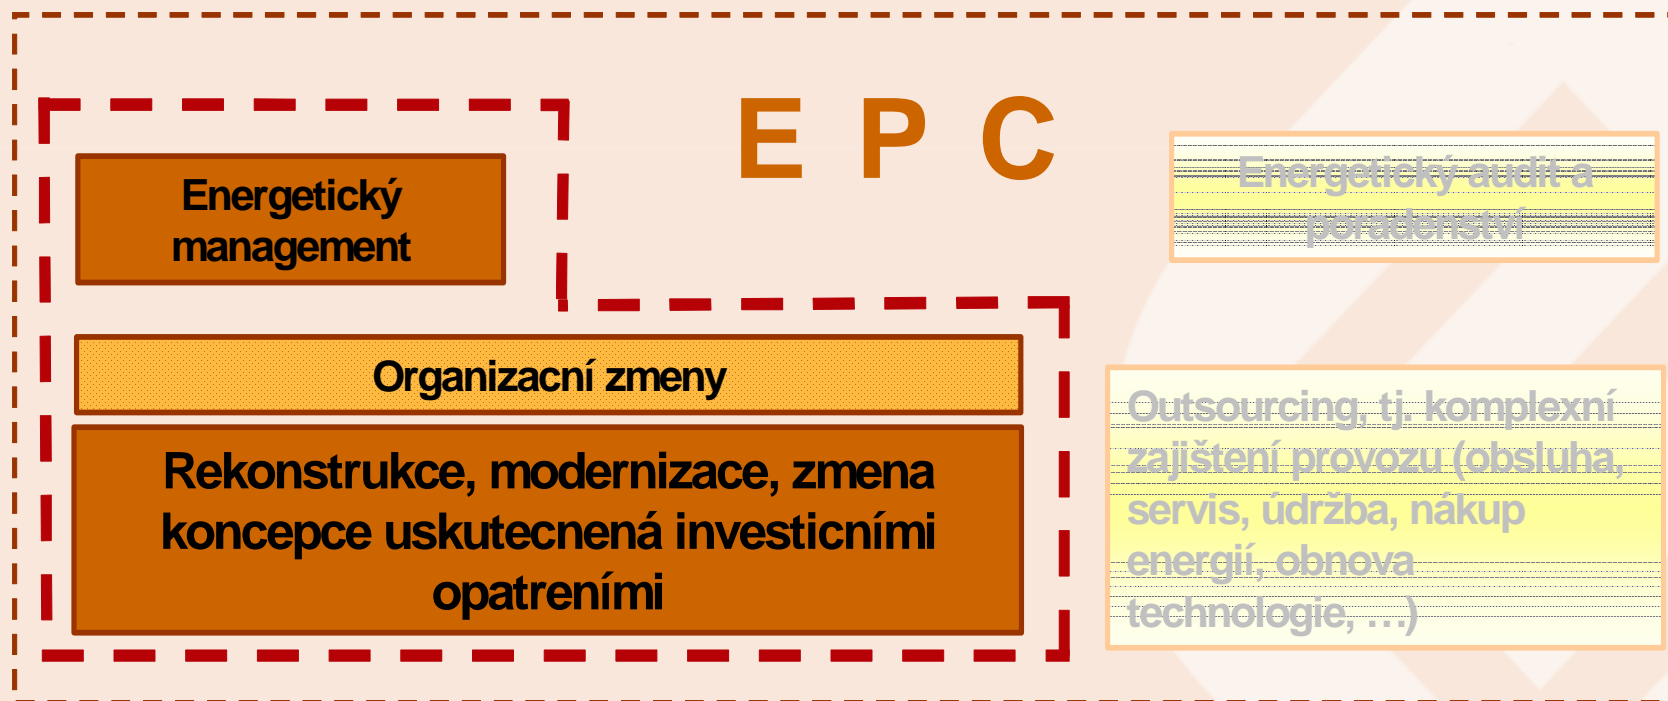 E P C
Energetický
management
Energetický audit a
poradenství
Organizacní zmeny
Rekonstrukce, modernizace, zmena
koncepce uskutecnená investicními
opatreními
Outsourcing, tj. komplexní
zajištení provozu (obsluha,
servis, údržba, nákup
energií, obnova
technologie, …)